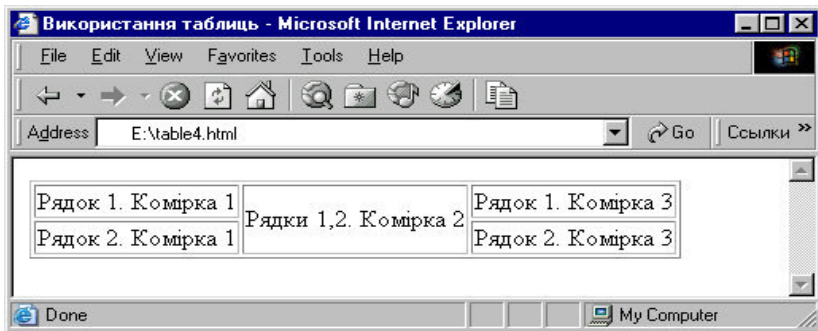 Використання таблиць - Microsoft Internet Explorer
File Edit View Favorites Tools Help
Address E:\table4.html Go Ссылки »
Рядок 1. Комірка 1 Рядки 1,2. Комірка 2 Рядок 1. Комірка 3
Рядок 2. Комірка 1 Рядок 2. Комірка 3
Done My Computer